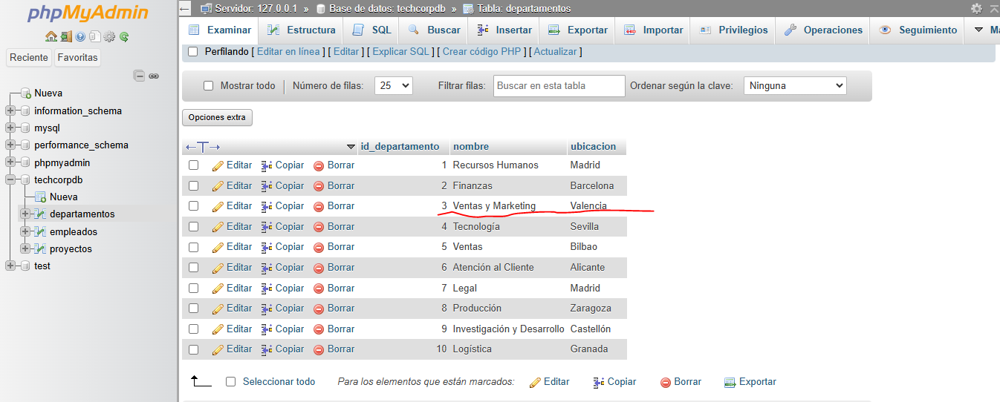 phpMyAdmin
Reciente Favoritas
Nueva
information_schema
mysql
performance_schema
phpmyadmin
techcorpdb
Nueva
departamentos
empleados
proyectos
test
Servidor: 127.0.0.1 » Base de datos: techcorpdb » Tabla: departamentos
Examinar Estructura SQL Buscar Insertar Exportar Importar Privilegios Operaciones Seguimiento
Perfilando [ Editar en línea ] [ Editar ] [ Explicar SQL ] [ Crear código PHP ] [ Actualizar ]
Mostrar todo Número de filas: 25 Filtrar filas: Buscar en esta tabla Ordenar según la clave: Ninguna
Opciones extra
id_departamento nombre ubicacion
Editar Copiar Borrar 1 Recursos Humanos Madrid
Editar Copiar Borrar 2 Finanzas Barcelona
Editar Copiar Borrar 3 Ventas y Marketing Valencia
Editar Copiar Borrar 4 Tecnología Sevilla
Editar Copiar Borrar 5 Ventas Bilbao
Editar Copiar Borrar 6 Atención al Cliente Alicante
Editar Copiar Borrar 7 Legal Madrid
Editar Copiar Borrar 8 Producción Zaragoza
Editar Copiar Borrar 9 Investigación y Desarrollo Castellón
Editar Copiar Borrar 10 Logística Granada
Seleccionar todo Para los elementos que están marcados: Editar Copiar Borrar Exportar